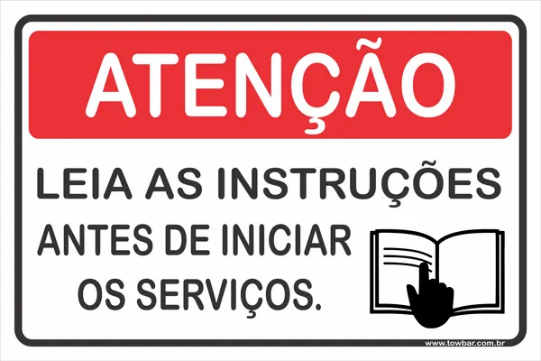 ATENÇÃO
LEIA AS INSTRUÇÕES
ANTES DE INICIAR
OS SERVIÇOS.
www.towbar.com.br